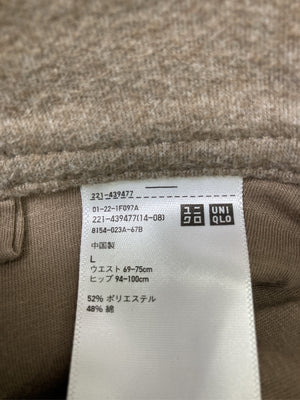 221-439477
01-22-1F097A
221-439477(14-08)
8154-023A-67B
ユニ
クロ
UNI
QLO
中国製
L
ウエスト 69-75cm
ヒップ 94-100cm
52% ポリエステル
48% 綿